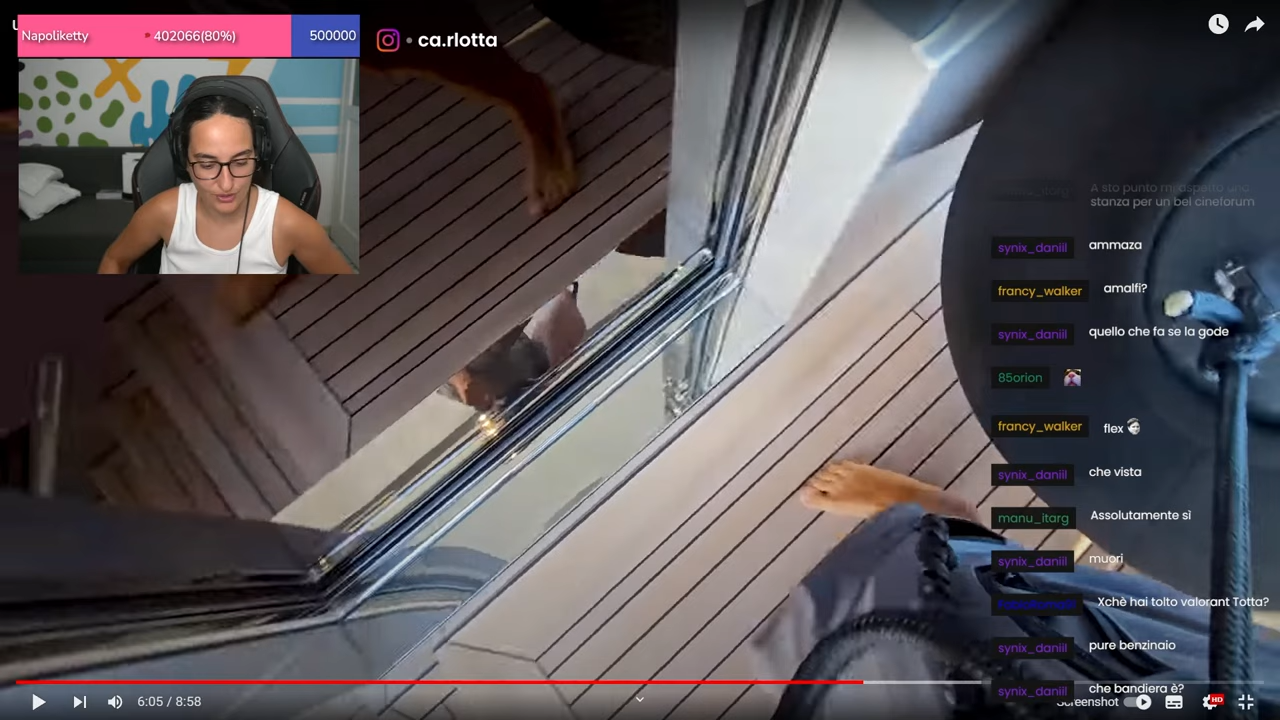 Napoliketty 402066(80%) 500000
ca.rlotta
A sto punto mi aspetto una
stanza per un bel cineforum
synix_daniil ammaza
francy_walker amalfi?
synix_daniil quello che fa se la gode
85orion
francy_walker flex
synix_daniil che vista
manu_itarg Assolutamente sì
synix_daniil muori
Xchè hai tolto valorant Totta?
synix_daniil pure benzinaio
synix_daniil che bandiera è?
6:05 / 8:58
Screenshot
HD